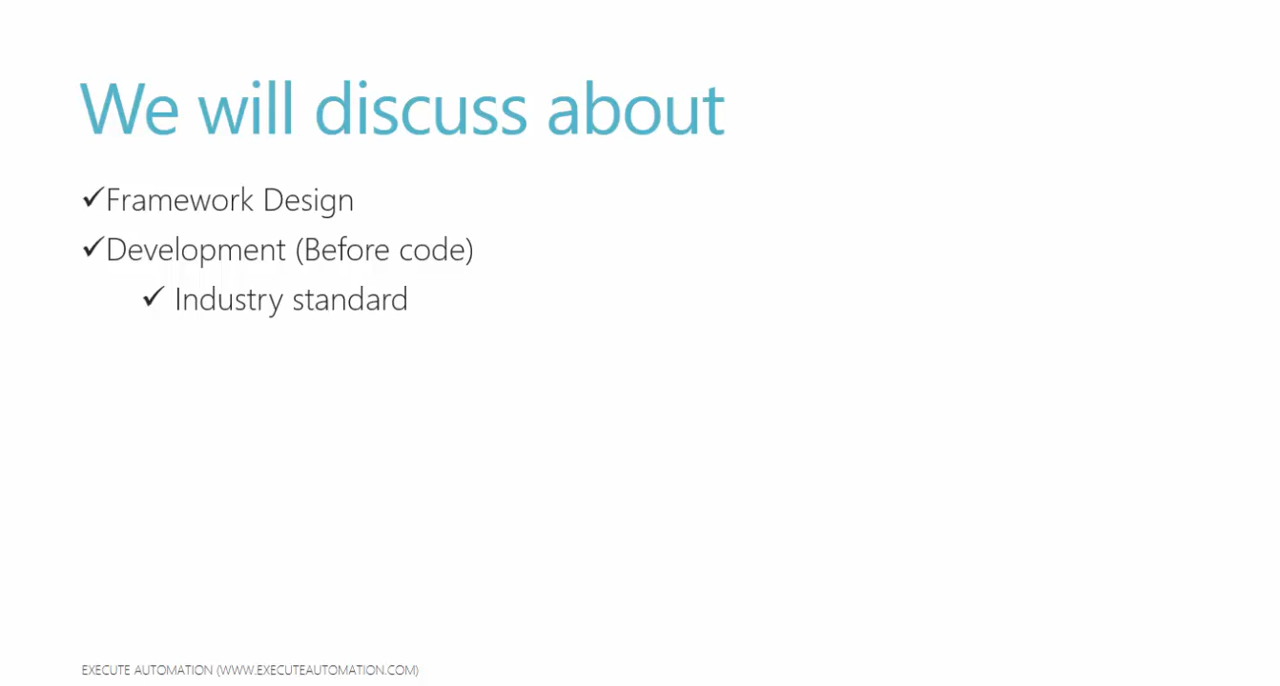 We will discuss about
✓Framework Design
✓Development (Before code)
✓ Industry standard
EXECUTE AUTOMATION (WWW.EXECUTEAUTOMATION.COM)